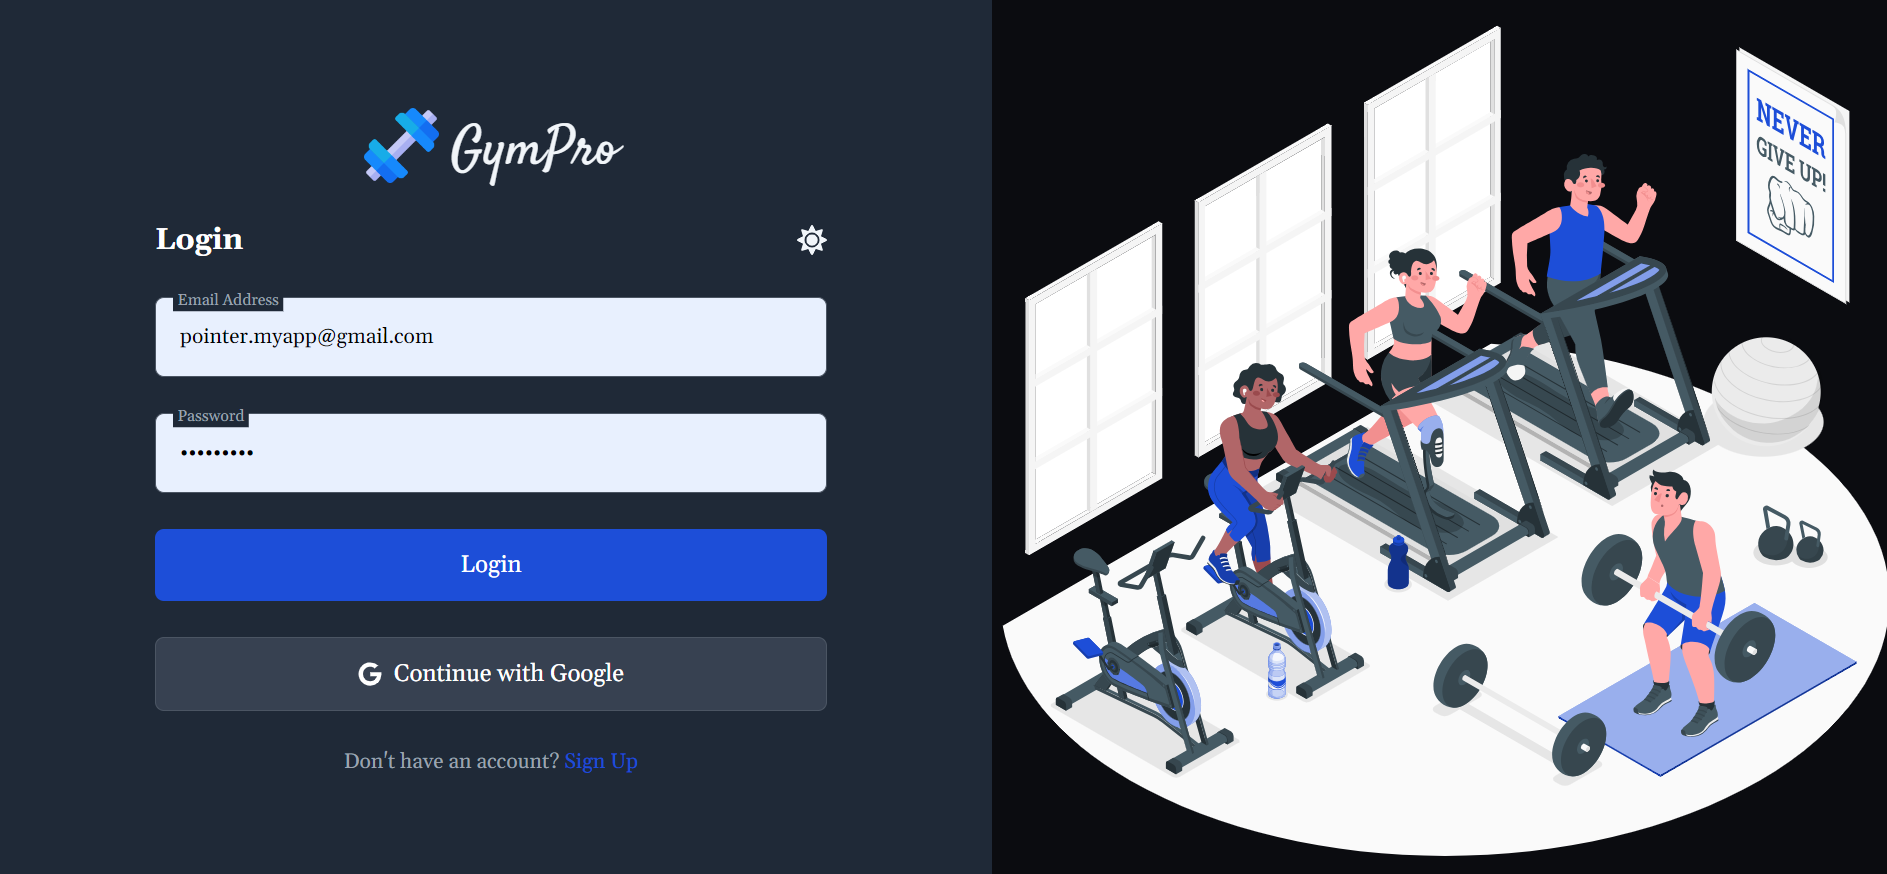 GymPro
Login
Email Address
pointer.myapp@gmail.com
Password
•••••••••
Login
Continue with Google
Don't have an account? Sign Up
NEVER
GIVE UP!